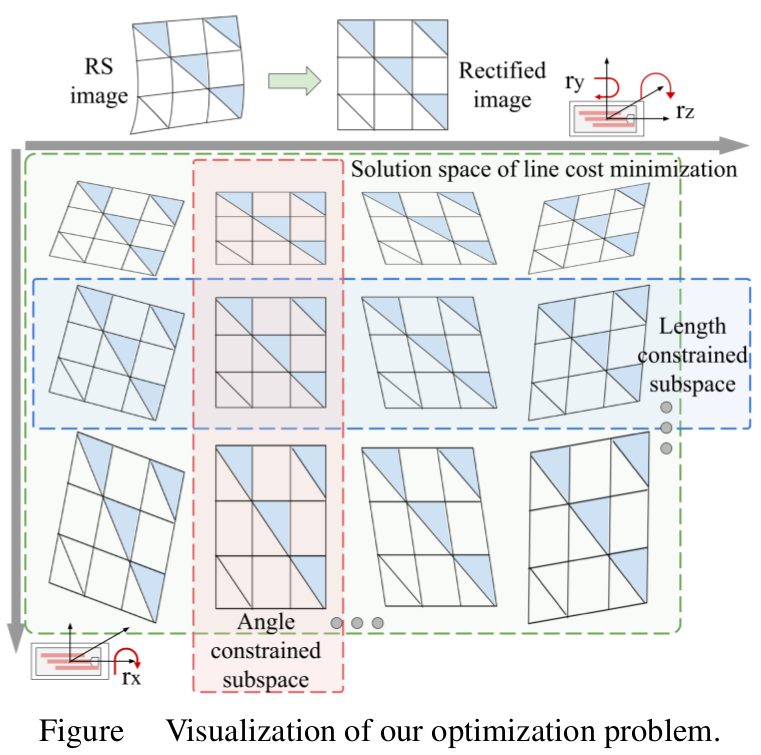 RS
image
Rectified
image
ry
rz
Solution space of line cost minimization
Length
constrained
subspace
Angle
constrained
subspace
rx
Figure Visualization of our optimization problem.